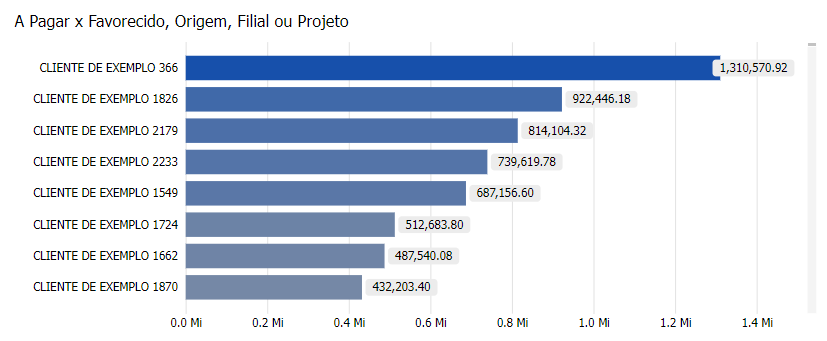 A Pagar x Favorecido, Origem, Filial ou Projeto
CLIENTE DE EXEMPLO 366 1,310,570.92
CLIENTE DE EXEMPLO 1826 922,446.18
CLIENTE DE EXEMPLO 2179 814,104.32
CLIENTE DE EXEMPLO 2233 739,619.78
CLIENTE DE EXEMPLO 1549 687,156.60
CLIENTE DE EXEMPLO 1724 512,683.80
CLIENTE DE EXEMPLO 1662 487,540.08
CLIENTE DE EXEMPLO 1870 432,203.40
0.0 Mi 0.2 Mi 0.4 Mi 0.6 Mi 0.8 Mi 1.0 Mi 1.2 Mi 1.4 Mi